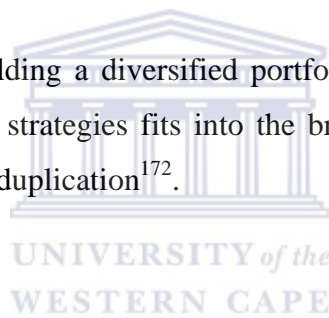 lding a diversified portfo
strategies fits into the br
duplication¹⁷².
UNIVERSITY of the
WESTERN CAPE